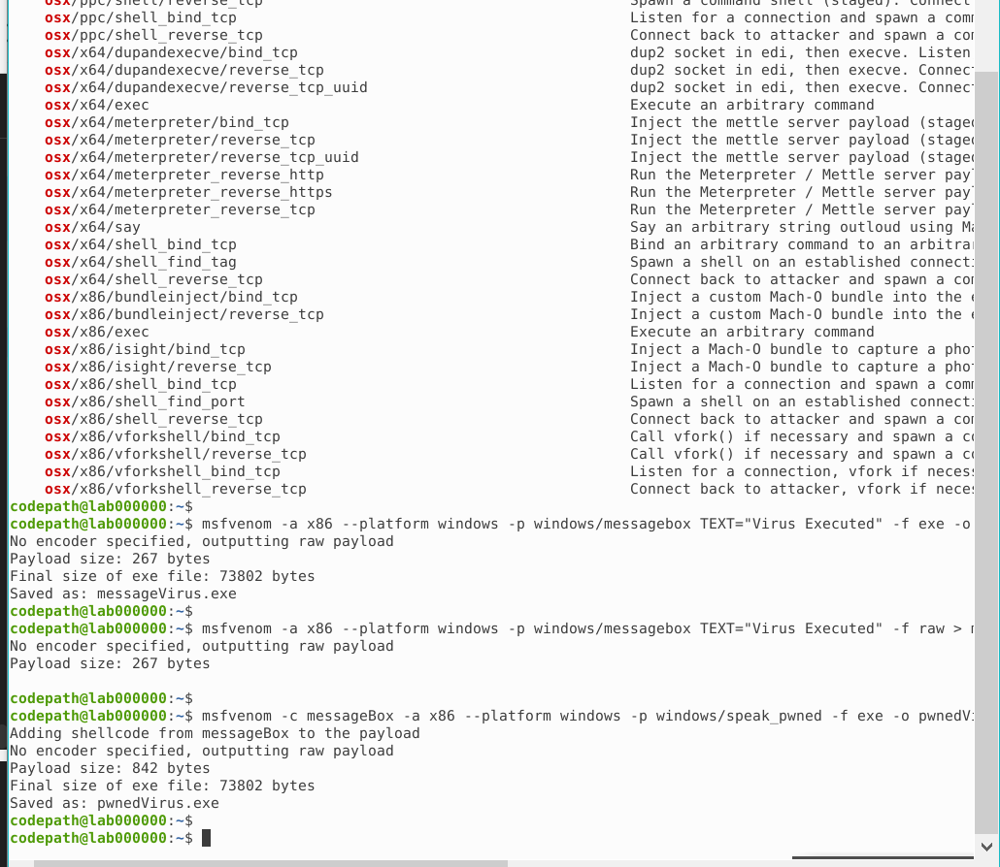 osx/ppc/shell/reverse_tcp Spawn a command shell (staged). Connect
osx/ppc/shell_bind_tcp Listen for a connection and spawn a com
osx/ppc/shell_reverse_tcp Connect back to attacker and spawn a com
osx/x64/dupandexecve/bind_tcp dup2 socket in edi, then execve. Listen
osx/x64/dupandexecve/reverse_tcp dup2 socket in edi, then execve. Connec
osx/x64/dupandexecve/reverse_tcp_uuid dup2 socket in edi, then execve. Connec
osx/x64/exec Execute an arbitrary command
osx/x64/meterpreter/bind_tcp Inject the mettle server payload (stage
osx/x64/meterpreter/reverse_tcp Inject the mettle server payload (stage
osx/x64/meterpreter/reverse_tcp_uuid Inject the mettle server payload (stage
osx/x64/meterpreter_reverse_http Run the Meterpreter / Mettle server pay
osx/x64/meterpreter_reverse_https Run the Meterpreter / Mettle server pay
osx/x64/meterpreter_reverse_tcp Run the Meterpreter / Mettle server pay
osx/x64/say Say an arbitrary string outloud using Ma
osx/x64/shell_bind_tcp Bind an arbitrary command to an arbitra
osx/x64/shell_find_tag Spawn a shell on an established connect
osx/x64/shell_reverse_tcp Connect back to attacker and spawn a com
osx/x86/bundleinject/bind_tcp Inject a custom Mach-O bundle into the e
osx/x86/bundleinject/reverse_tcp Inject a custom Mach-O bundle into the e
osx/x86/exec Execute an arbitrary command
osx/x86/isight/bind_tcp Inject a Mach-O bundle to capture a pho
osx/x86/isight/reverse_tcp Inject a Mach-O bundle to capture a pho
osx/x86/shell_bind_tcp Listen for a connection and spawn a com
osx/x86/shell_find_port Spawn a shell on an established connect
osx/x86/shell_reverse_tcp Connect back to attacker and spawn a com
osx/x86/vforkshell/bind_tcp Call vfork() if necessary and spawn a co
osx/x86/vforkshell/reverse_tcp Call vfork() if necessary and spawn a co
osx/x86/vforkshell_bind_tcp Listen for a connection, vfork if neces
osx/x86/vforkshell_reverse_tcp Connect back to attacker, vfork if nece
codepath@lab000000:~$
codepath@lab000000:~$ msfvenom -a x86 --platform windows -p windows/messagebox TEXT="Virus Executed" -f exe -o
No encoder specified, outputting raw payload
Payload size: 267 bytes
Final size of exe file: 73802 bytes
Saved as: messageVirus.exe
codepath@lab000000:~$
codepath@lab000000:~$ msfvenom -a x86 --platform windows -p windows/messagebox TEXT="Virus Executed" -f raw > m
No encoder specified, outputting raw payload
Payload size: 267 bytes
codepath@lab000000:~$
codepath@lab000000:~$ msfvenom -c messageBox -a x86 --platform windows -p windows/speak_pwned -f exe -o pwnedVi
Adding shellcode from messageBox to the payload
No encoder specified, outputting raw payload
Payload size: 842 bytes
Final size of exe file: 73802 bytes
Saved as: pwnedVirus.exe
codepath@lab000000:~$
codepath@lab000000:~$